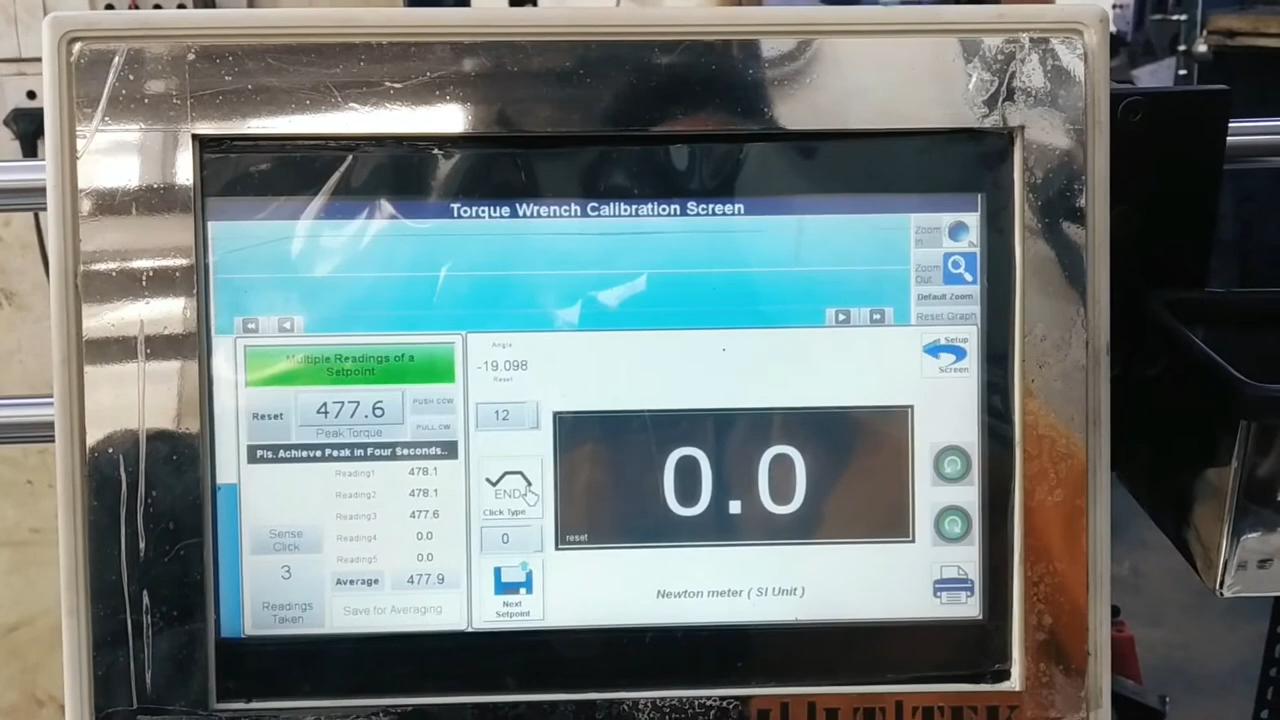 Torque Wrench Calibration Screen
Zoom In
Zoom Out
Default Zoom
Reset Graph
Multiple Readings of a
Setpoint
Reset
477.6
Peak Torque
PUSH CCW
PULL CW
Pls. Achieve Peak in Four Seconds..
Reading1 478.1
Reading2 478.1
Reading3 477.6
Reading4 0.0
Reading5 0.0
Average 477.9
Save for Averaging
Sense
Click
3
Readings
Taken
Angle
-19.098
Reset
12
END
Click Type
0
Next
Setpoint
0.0
reset
Newton meter ( SI Unit )
Setup
Screen